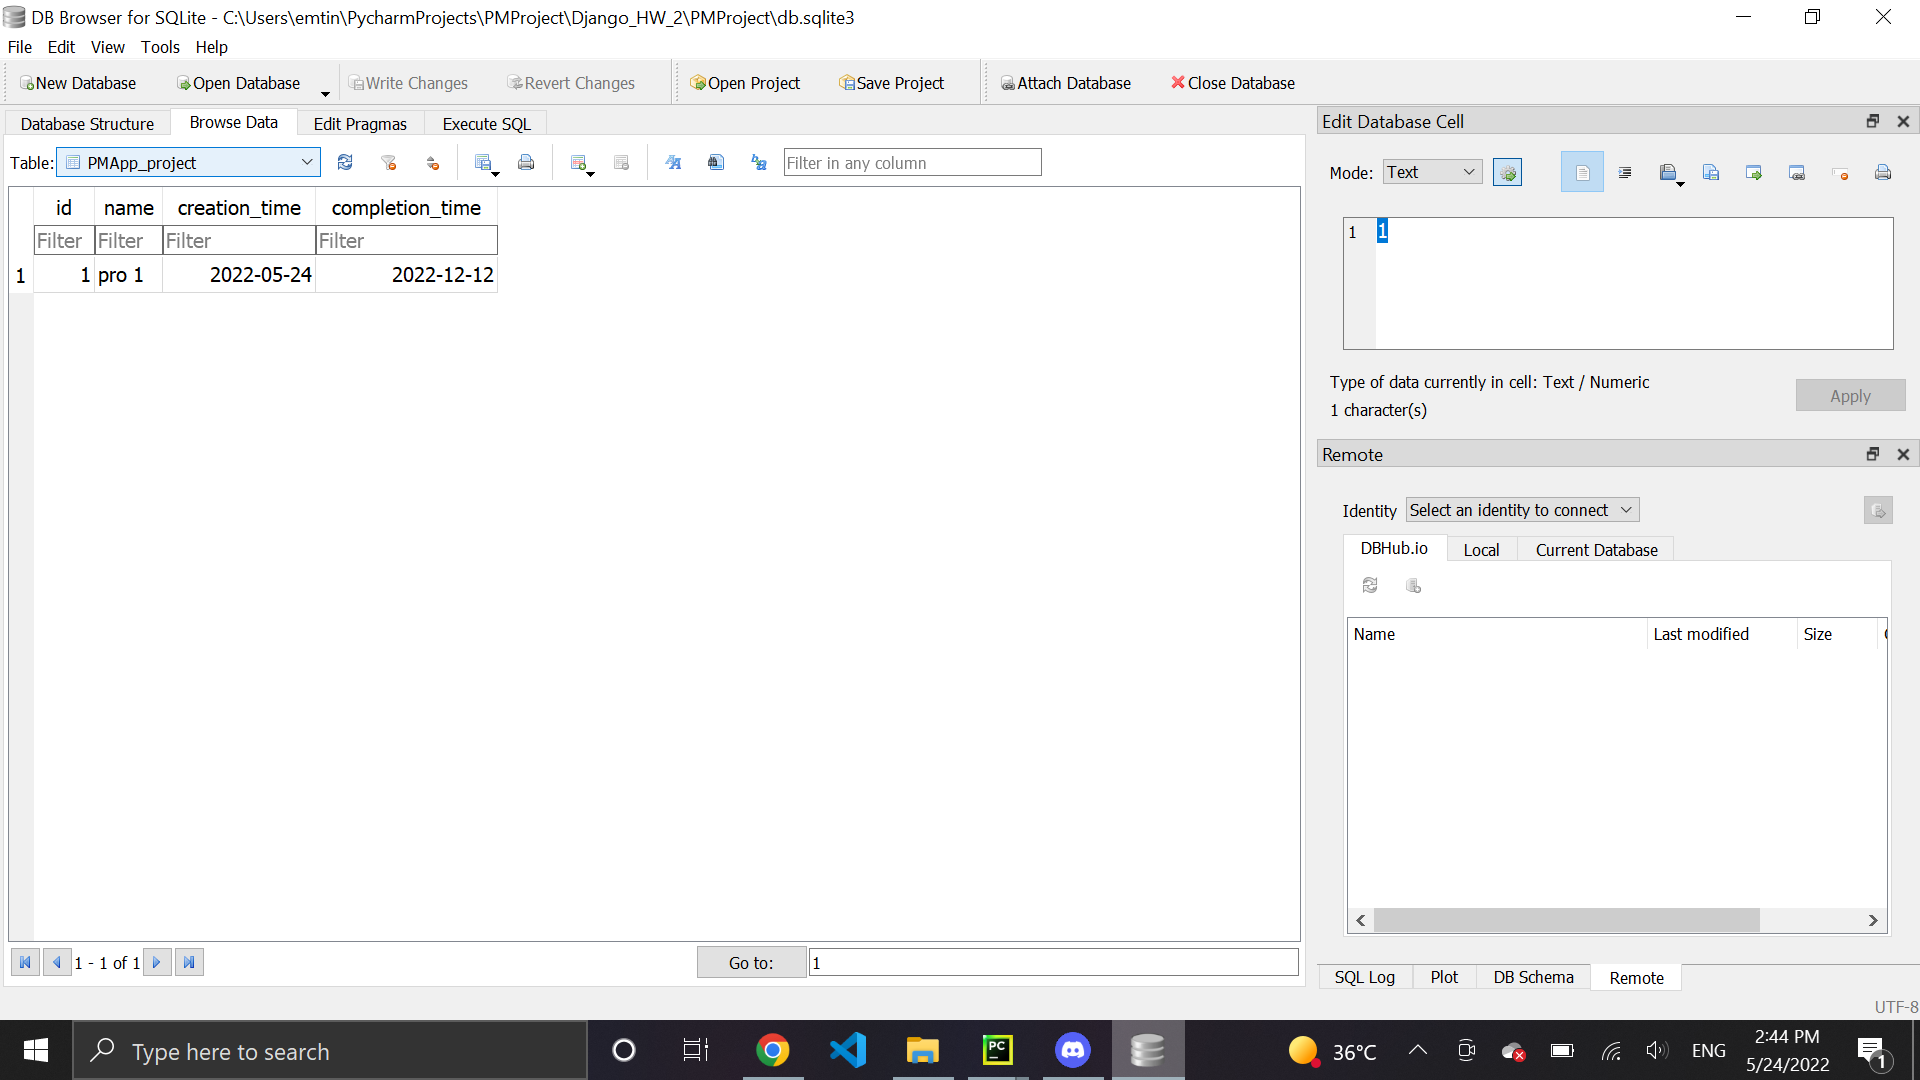 DB Browser for SQLite - C:\Users\emtin\PycharmProjects\PMProject\Django_HW_2\PMProject\db.sqlite3
File Edit View Tools Help
New Database Open Database Write Changes Revert Changes Open Project Save Project Attach Database Close Database
Database Structure Browse Data Edit Pragmas Execute SQL
Table: PMApp_project Filter in any column
id name creation_time completion_time
Filter Filter Filter Filter
1 1 pro 1 2022-05-24 2022-12-12
1 - 1 of 1 Go to: 1
Edit Database Cell
Mode: Text
1 1
Type of data currently in cell: Text / Numeric
1 character(s)
Apply
Remote
Identity Select an identity to connect
DBHub.io Local Current Database
Name Last modified Size
SQL Log Plot DB Schema Remote
UTF-8
Type here to search
PC
36°C ENG 2:44 PM
5/24/2022
1